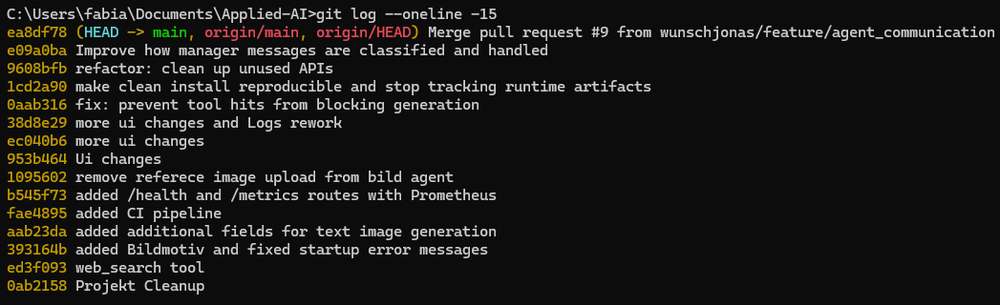 C:\Users\fabia\Documents\Applied-AI>git log --oneline -15
ea8df78 (HEAD -> main, origin/main, origin/HEAD) Merge pull request #9 from wunschjonas/feature/agent_communication
e09a0ba Improve how manager messages are classified and handled
9608bfb refactor: clean up unused APIs
1cd2a90 make clean install reproducible and stop tracking runtime artifacts
0aab316 fix: prevent tool hits from blocking generation
38d8e29 more ui changes and Logs rework
ec040b6 more ui changes
953b464 Ui changes
1095602 remove referece image upload from bild agent
b545f73 added /health and /metrics routes with Prometheus
fae4895 added CI pipeline
aab23da added additional fields for text image generation
393164b added Bildmotiv and fixed startup error messages
ed3f093 web_search tool
0ab2158 Projekt Cleanup